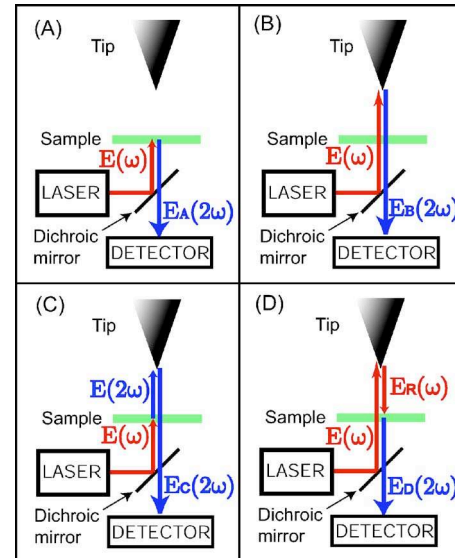 (A)
Tip
Sample
E(ω)
LASER
EA(2ω)
Dichroic
mirror
DETECTOR
(B)
Tip
Sample
E(ω)
LASER
EB(2ω)
Dichroic
mirror
DETECTOR
(C)
Tip
E(2ω)
Sample
E(ω)
LASER
EC(2ω)
Dichroic
mirror
DETECTOR
(D)
Tip
ER(ω)
Sample
E(ω)
LASER
ED(2ω)
Dichroic
mirror
DETECTOR